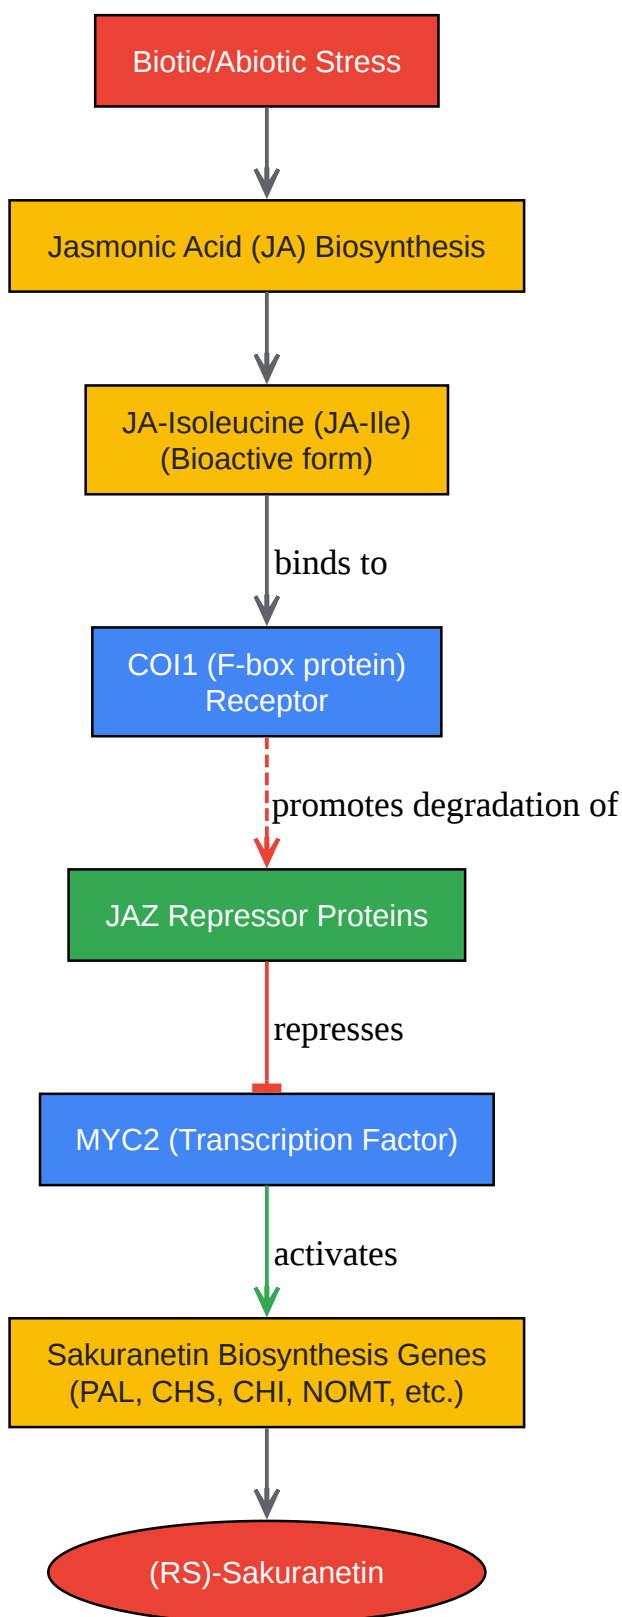 Biotic/Abiotic Stress
Jasmonic Acid (JA) Biosynthesis
JA-Isoleucine (JA-Ile)
(Bioactive form)
binds to
COI1 (F-box protein)
Receptor
promotes degradation of
JAZ Repressor Proteins
represses
MYC2 (Transcription Factor)
activates
Sakuranetin Biosynthesis Genes
(PAL, CHS, CHI, NOMT, etc.)
(RS)-Sakuranetin